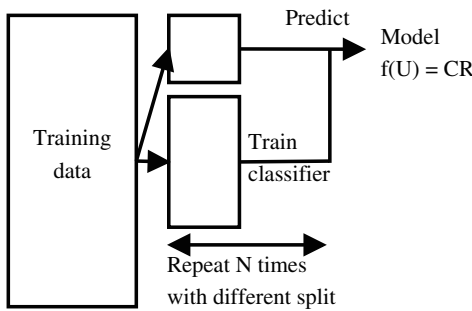 Predict
Model
f(U) = CR
Training
data
Train
classifier
Repeat N times
with different split